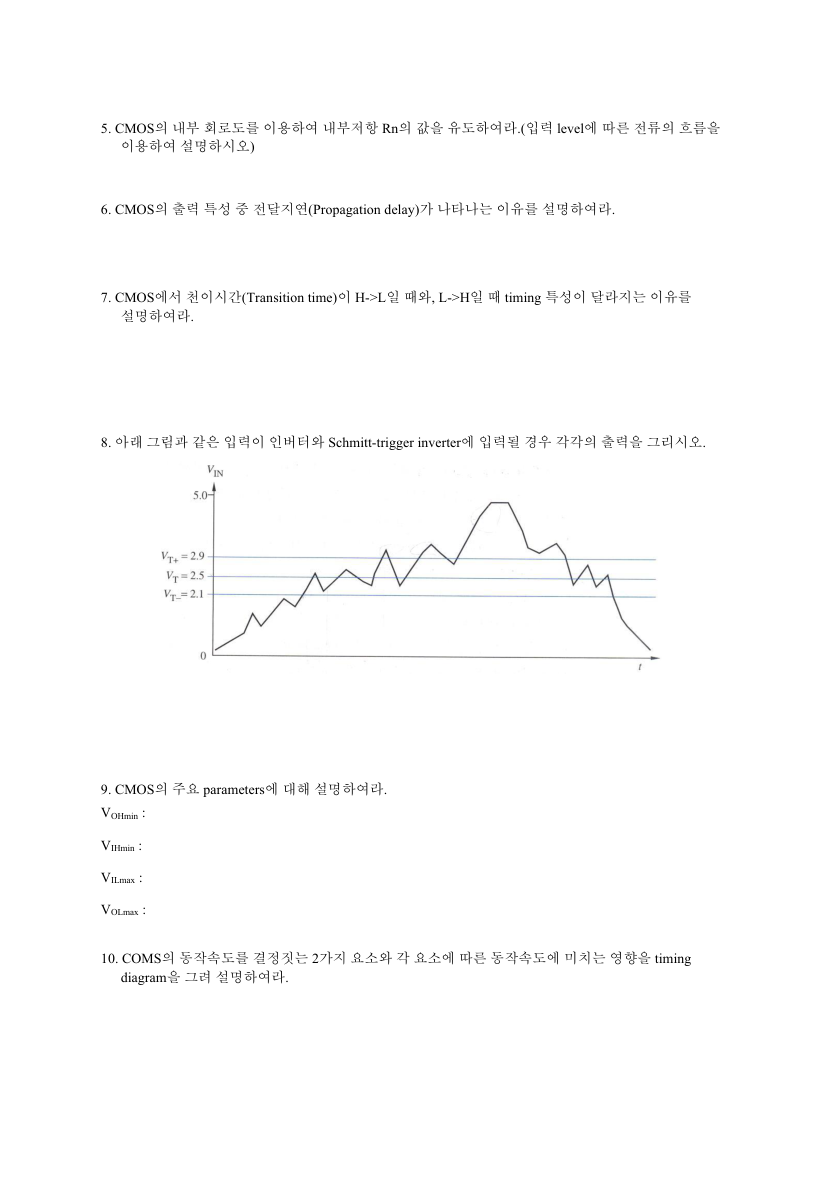 5. CMOS의 내부 회로도를 이용하여 내부저항 Rn의 값을 유도하여라.(입력 level에 따른 전류의 흐름을
이용하여 설명하시오)
6. CMOS의 출력 특성 중 전달지연(Propagation delay)가 나타나는 이유를 설명하여라.
7. CMOS에서 천이시간(Transition time)이 H->L일 때와, L->H일 때 timing 특성이 달라지는 이유를
설명하여라.
8. 아래 그림과 같은 입력이 인버터와 Schmitt-trigger inverter에 입력될 경우 각각의 출력을 그리시오.
VIN
5.0
VT+ = 2.9
VT = 2.5
VT− = 2.1
0
t
9. CMOS의 주요 parameters에 대해 설명하여라.
VOHmin :
VIHmin :
VILmax :
VOLmax :
10. COMS의 동작속도를 결정짓는 2가지 요소와 각 요소에 따른 동작속도에 미치는 영향을 timing
diagram을 그려 설명하여라.